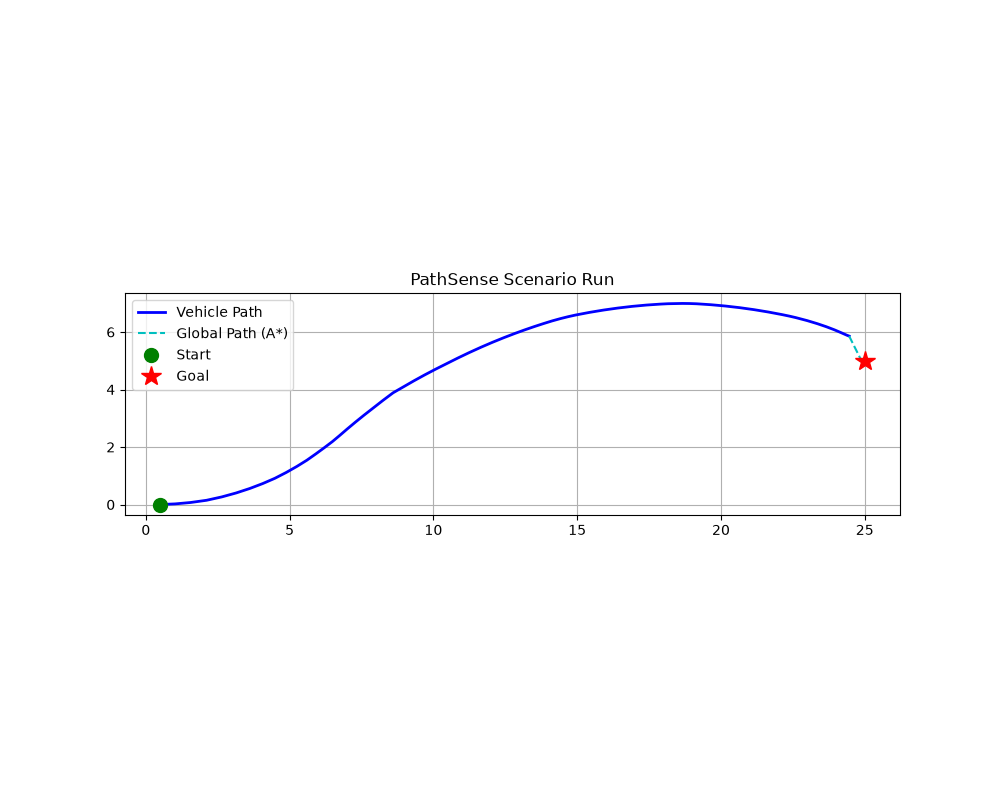 PathSense Scenario Run
Vehicle Path
Global Path (A*)
Start
Goal
6
4
2
0
0 5 10 15 20 25